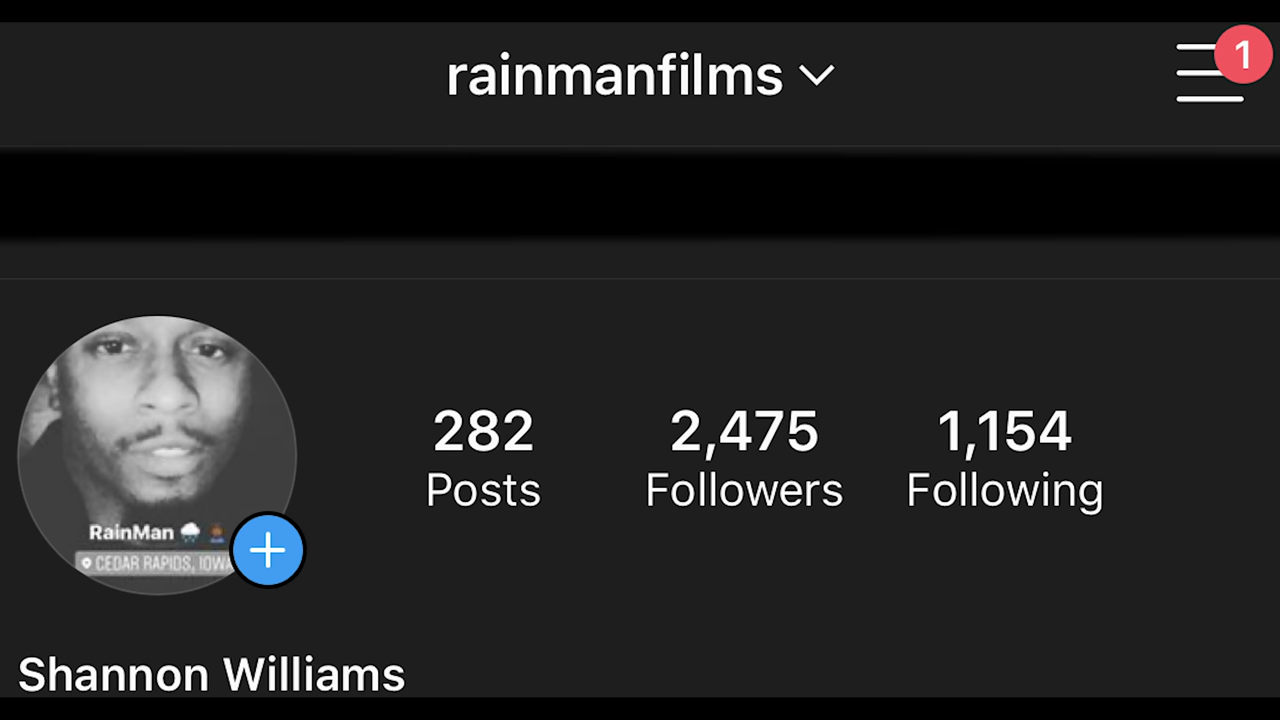 rainmanfilms
1
282 2,475 1,154
Posts Followers Following
RainMan 🌧️
CEDAR RAPIDS, IOWA
Shannon Williams